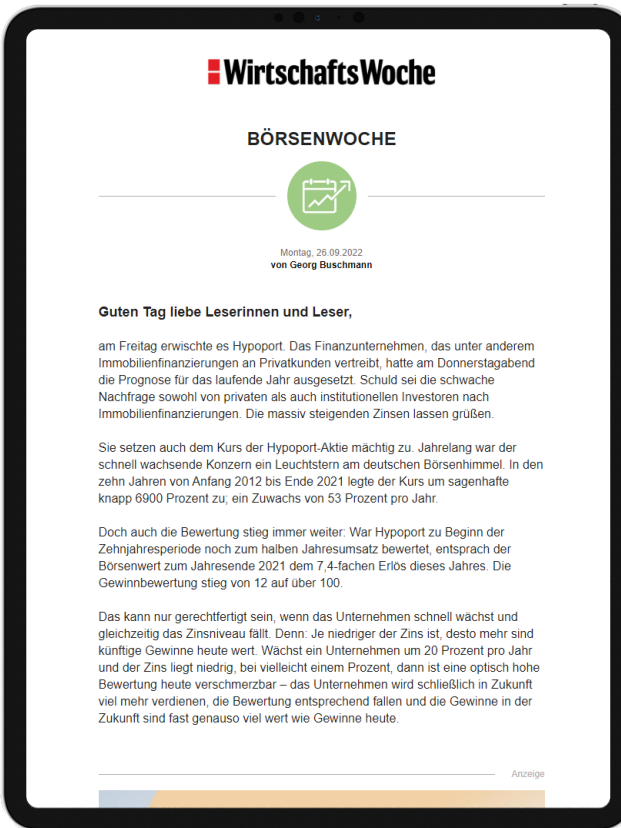 WirtschaftsWoche
BÖRSENWOCHE
Montag, 26.09.2022
von Georg Buschmann
Guten Tag liebe Leserinnen und Leser,
am Freitag erwischte es Hypoport. Das Finanzunternehmen, das unter anderem
Immobilienfinanzierungen an Privatkunden vertreibt, hatte am Donnerstagabend
die Prognose für das laufende Jahr ausgesetzt. Schuld sei die schwache
Nachfrage sowohl von privaten als auch institutionellen Investoren nach
Immobilienfinanzierungen. Die massiv steigenden Zinsen lassen grüßen.
Sie setzen auch dem Kurs der Hypoport-Aktie mächtig zu. Jahrelang war der
schnell wachsende Konzern ein Leuchtstern am deutschen Börsenhimmel. In den
zehn Jahren von Anfang 2012 bis Ende 2021 legte der Kurs um sagenhafte
knapp 6900 Prozent zu; ein Zuwachs von 53 Prozent pro Jahr.
Doch auch die Bewertung stieg immer weiter: War Hypoport zu Beginn der
Zehnjahresperiode noch zum halben Jahresumsatz bewertet, entsprach der
Börsenwert zum Jahresende 2021 dem 7,4-fachen Erlös dieses Jahres. Die
Gewinnbewertung stieg von 12 auf über 100.
Das kann nur gerechtfertigt sein, wenn das Unternehmen schnell wächst und
gleichzeitig das Zinsniveau fällt. Denn: Je niedriger der Zins ist, desto mehr sind
künftige Gewinne heute wert. Wächst ein Unternehmen um 20 Prozent pro Jahr
und der Zins liegt niedrig, bei vielleicht einem Prozent, dann ist eine optisch hohe
Bewertung heute verschmerzbar – das Unternehmen wird schließlich in Zukunft
viel mehr verdienen, die Bewertung entsprechend fallen und die Gewinne in der
Zukunft sind fast genauso viel wert wie Gewinne heute.
Anzeige